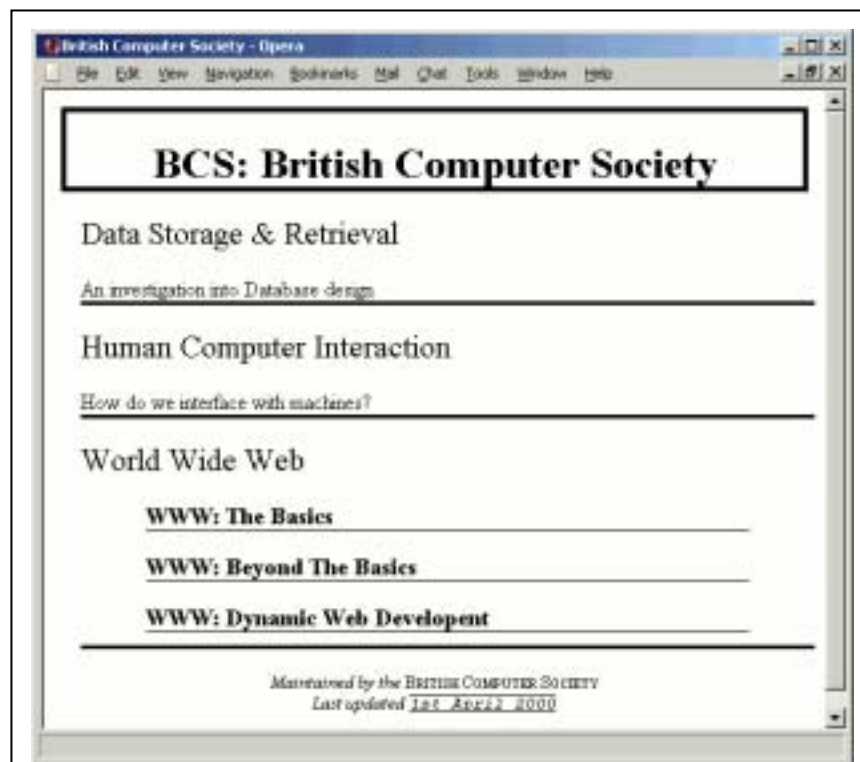 British Computer Society - Opera
File Edit View Navigation Bookmarks Mail Chat Tools Window Help
BCS: British Computer Society
Data Storage & Retrieval
An investigation into Database design
Human Computer Interaction
How do we interface with machines?
World Wide Web
WWW: The Basics
WWW: Beyond The Basics
WWW: Dynamic Web Developent
Maintained by the BRITISH COMPUTER SOCIETY
Last updated 1st April 2000